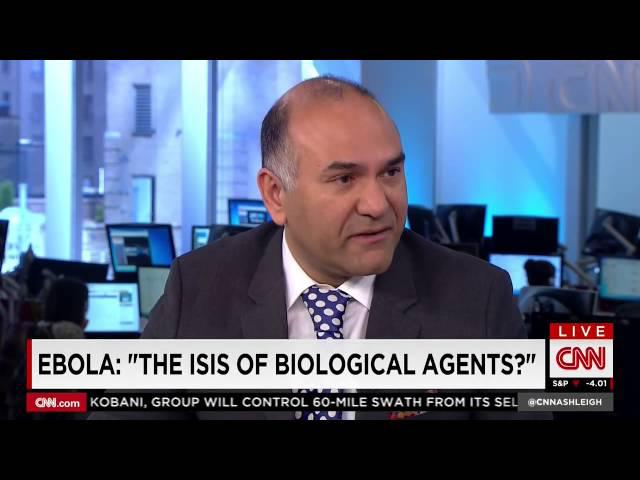 LIVE
EBOLA: "THE ISIS OF BIOLOGICAL AGENTS?"
CNN
S&P ▼ -4.01
CNN.com
KOBANI, GROUP WILL CONTROL 60-MILE SWATH FROM ITS SEL
@CNNASHLEIGH